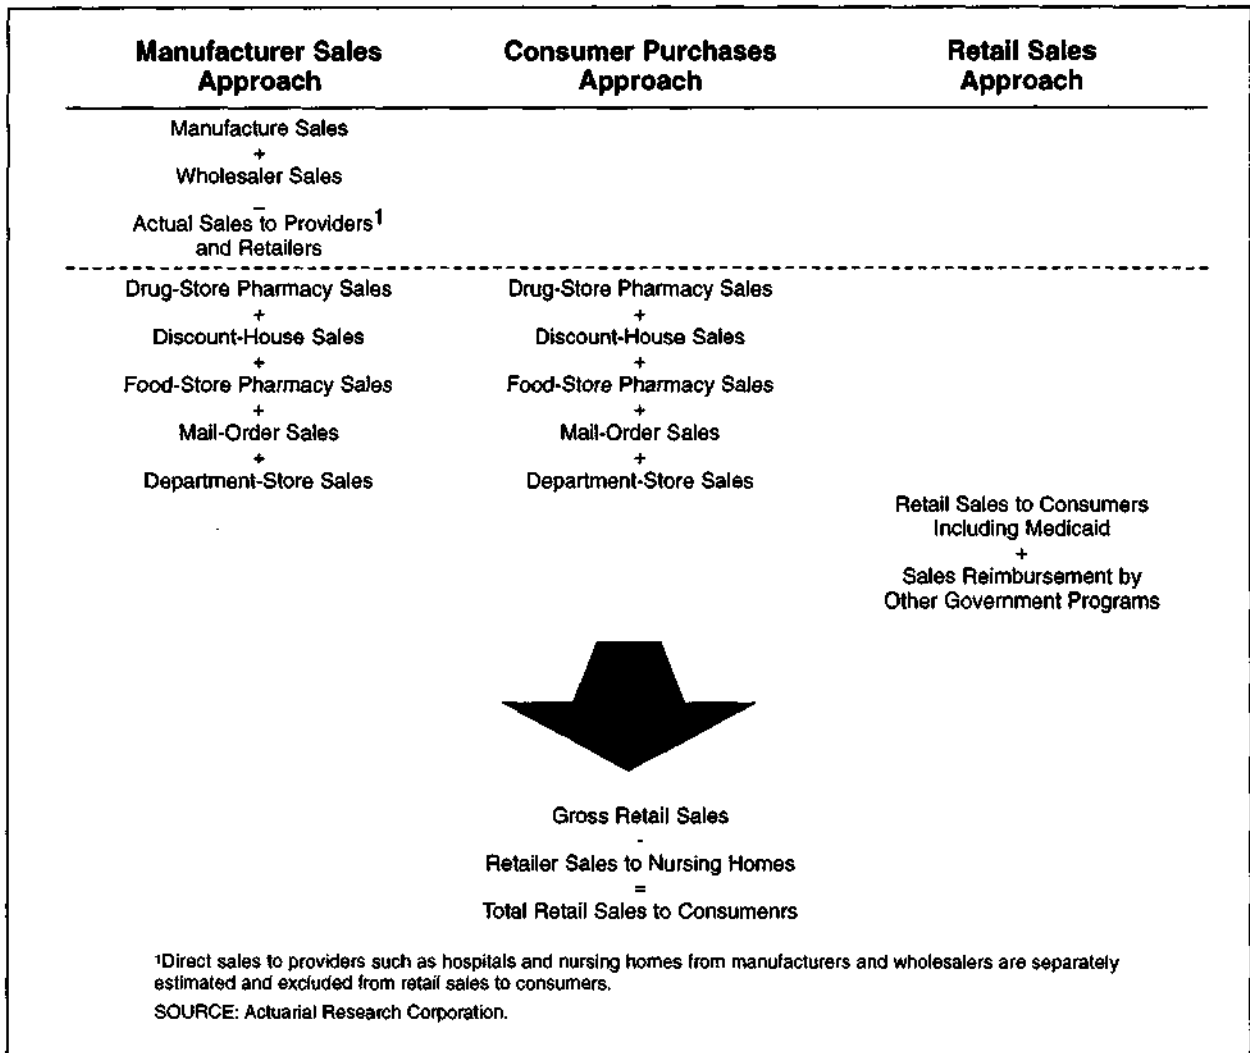 Manufacturer Sales
Approach
Consumer Purchases
Approach
Retail Sales
Approach
Manufacture Sales
+
Wholesaler Sales
–
Actual Sales to Providers1
and Retailers
Drug-Store Pharmacy Sales
+
Discount-House Sales
+
Food-Store Pharmacy Sales
+
Mail-Order Sales
+
Department-Store Sales
Drug-Store Pharmacy Sales
+
Discount-House Sales
+
Food-Store Pharmacy Sales
+
Mail-Order Sales
+
Department-Store Sales
Retail Sales to Consumers
Including Medicaid
+
Sales Reimbursement by
Other Government Programs
Gross Retail Sales
-
Retailer Sales to Nursing Homes
=
Total Retail Sales to Consumenrs
1Direct sales to providers such as hospitals and nursing homes from manufacturers and wholesalers are separately
estimated and excluded from retail sales to consumers.
SOURCE: Actuarial Research Corporation.